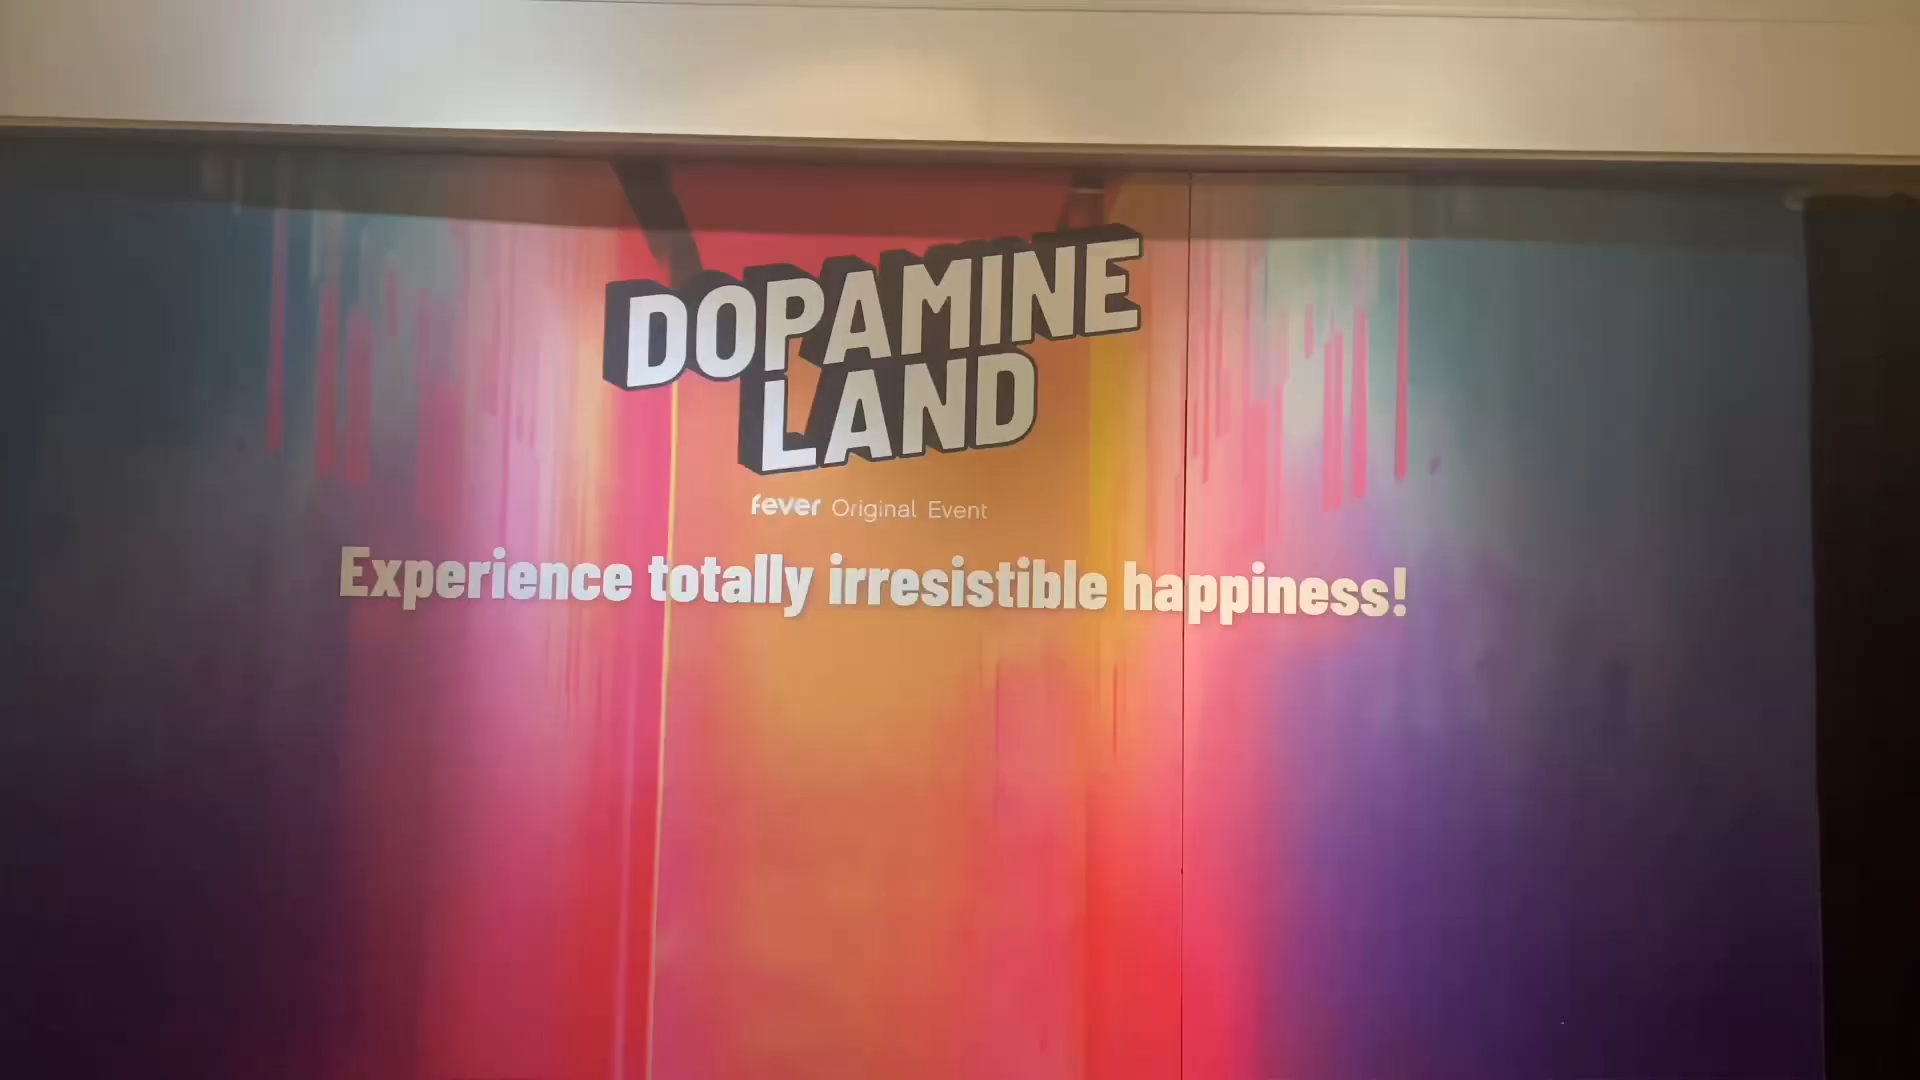 DOPAMINE
LAND
fever Original Event
Experience totally irresistible happiness!